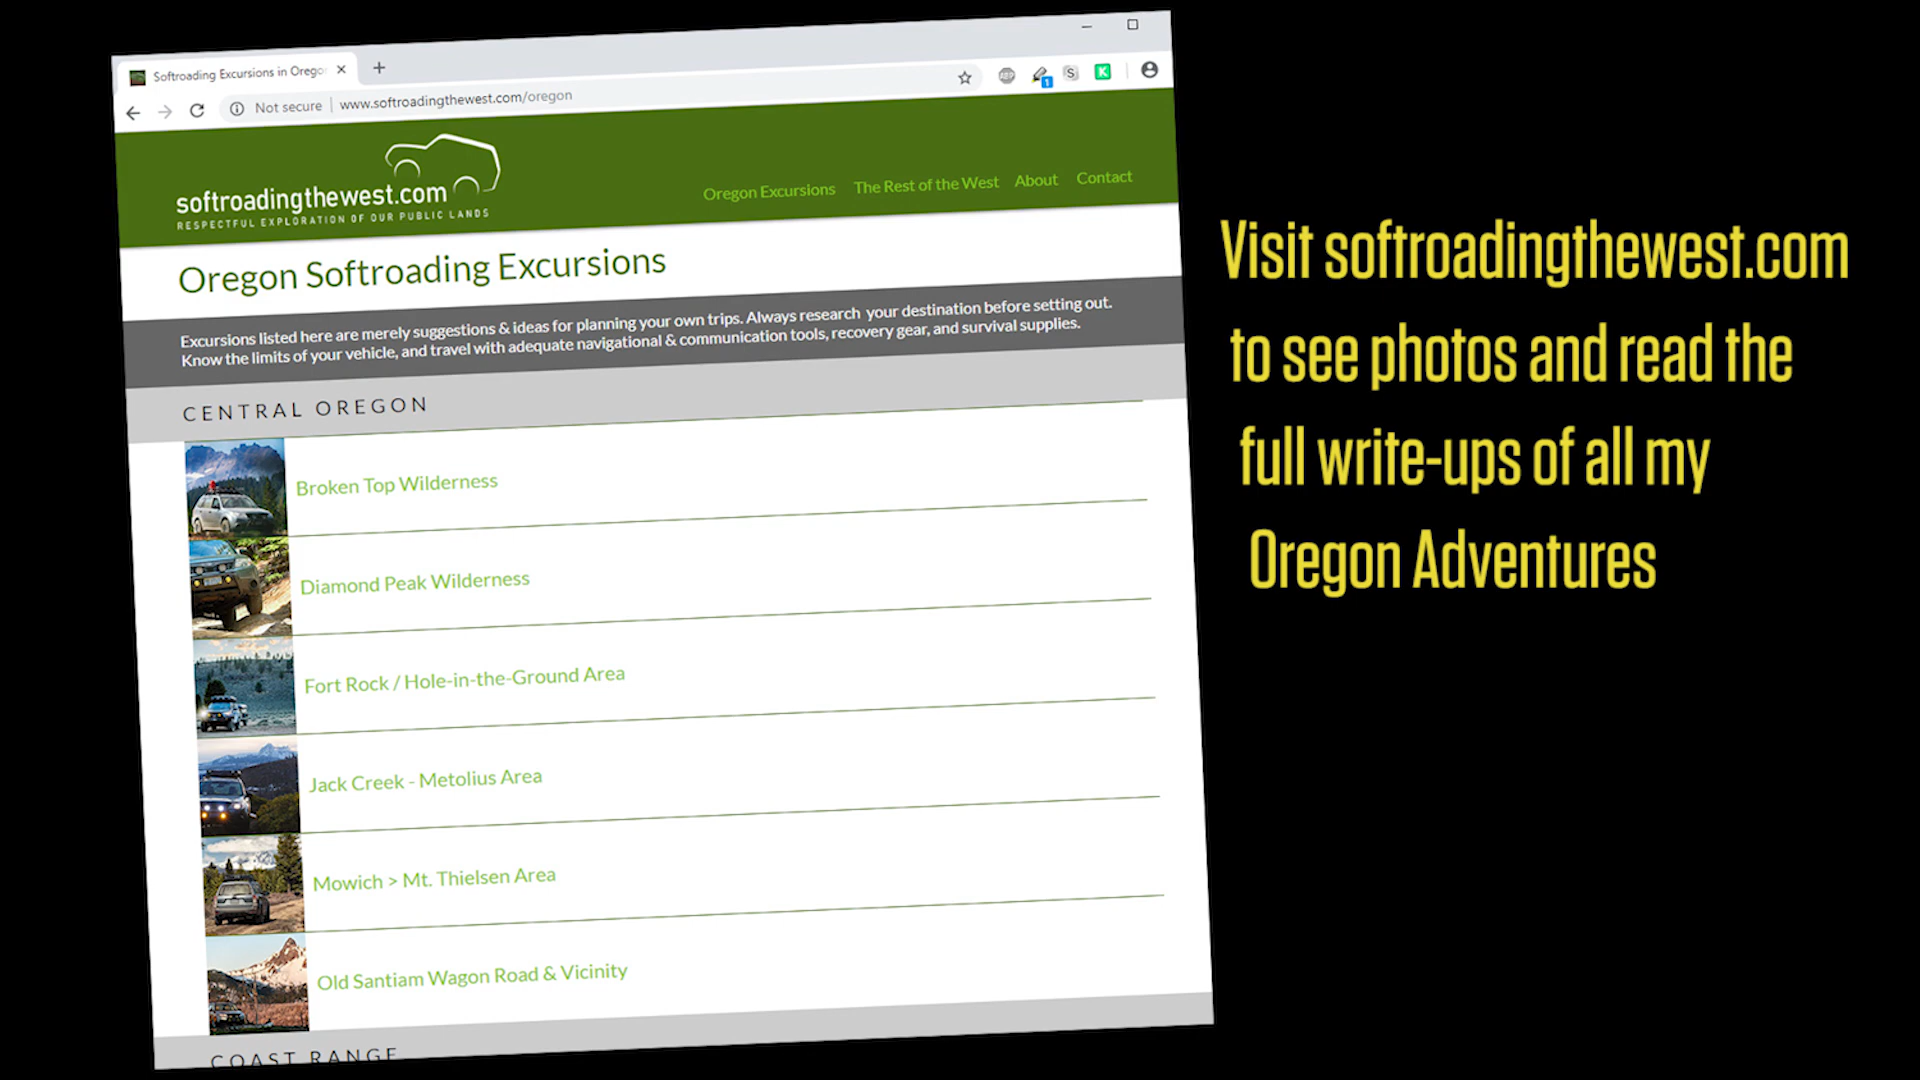 Softroading Excursions in Orego
Not secure | www.softroadingthewest.com/oregon
ABP
1
S
K
softroadingthewest.com
RESPECTFUL EXPLORATION OF OUR PUBLIC LANDS
Oregon Excursions
The Rest of the West
About
Contact
Oregon Softroading Excursions
Excursions listed here are merely suggestions & ideas for planning your own trips. Always research your destination before setting out.
Know the limits of your vehicle, and travel with adequate navigational & communication tools, recovery gear, and survival supplies.
CENTRAL OREGON
Broken Top Wilderness
Diamond Peak Wilderness
Fort Rock / Hole-in-the-Ground Area
Jack Creek - Metolius Area
Mowich > Mt. Thielsen Area
Old Santiam Wagon Road & Vicinity
COAST RANGE
Visit softroadingthewest.com
to see photos and read the
full write-ups of all my
Oregon Adventures